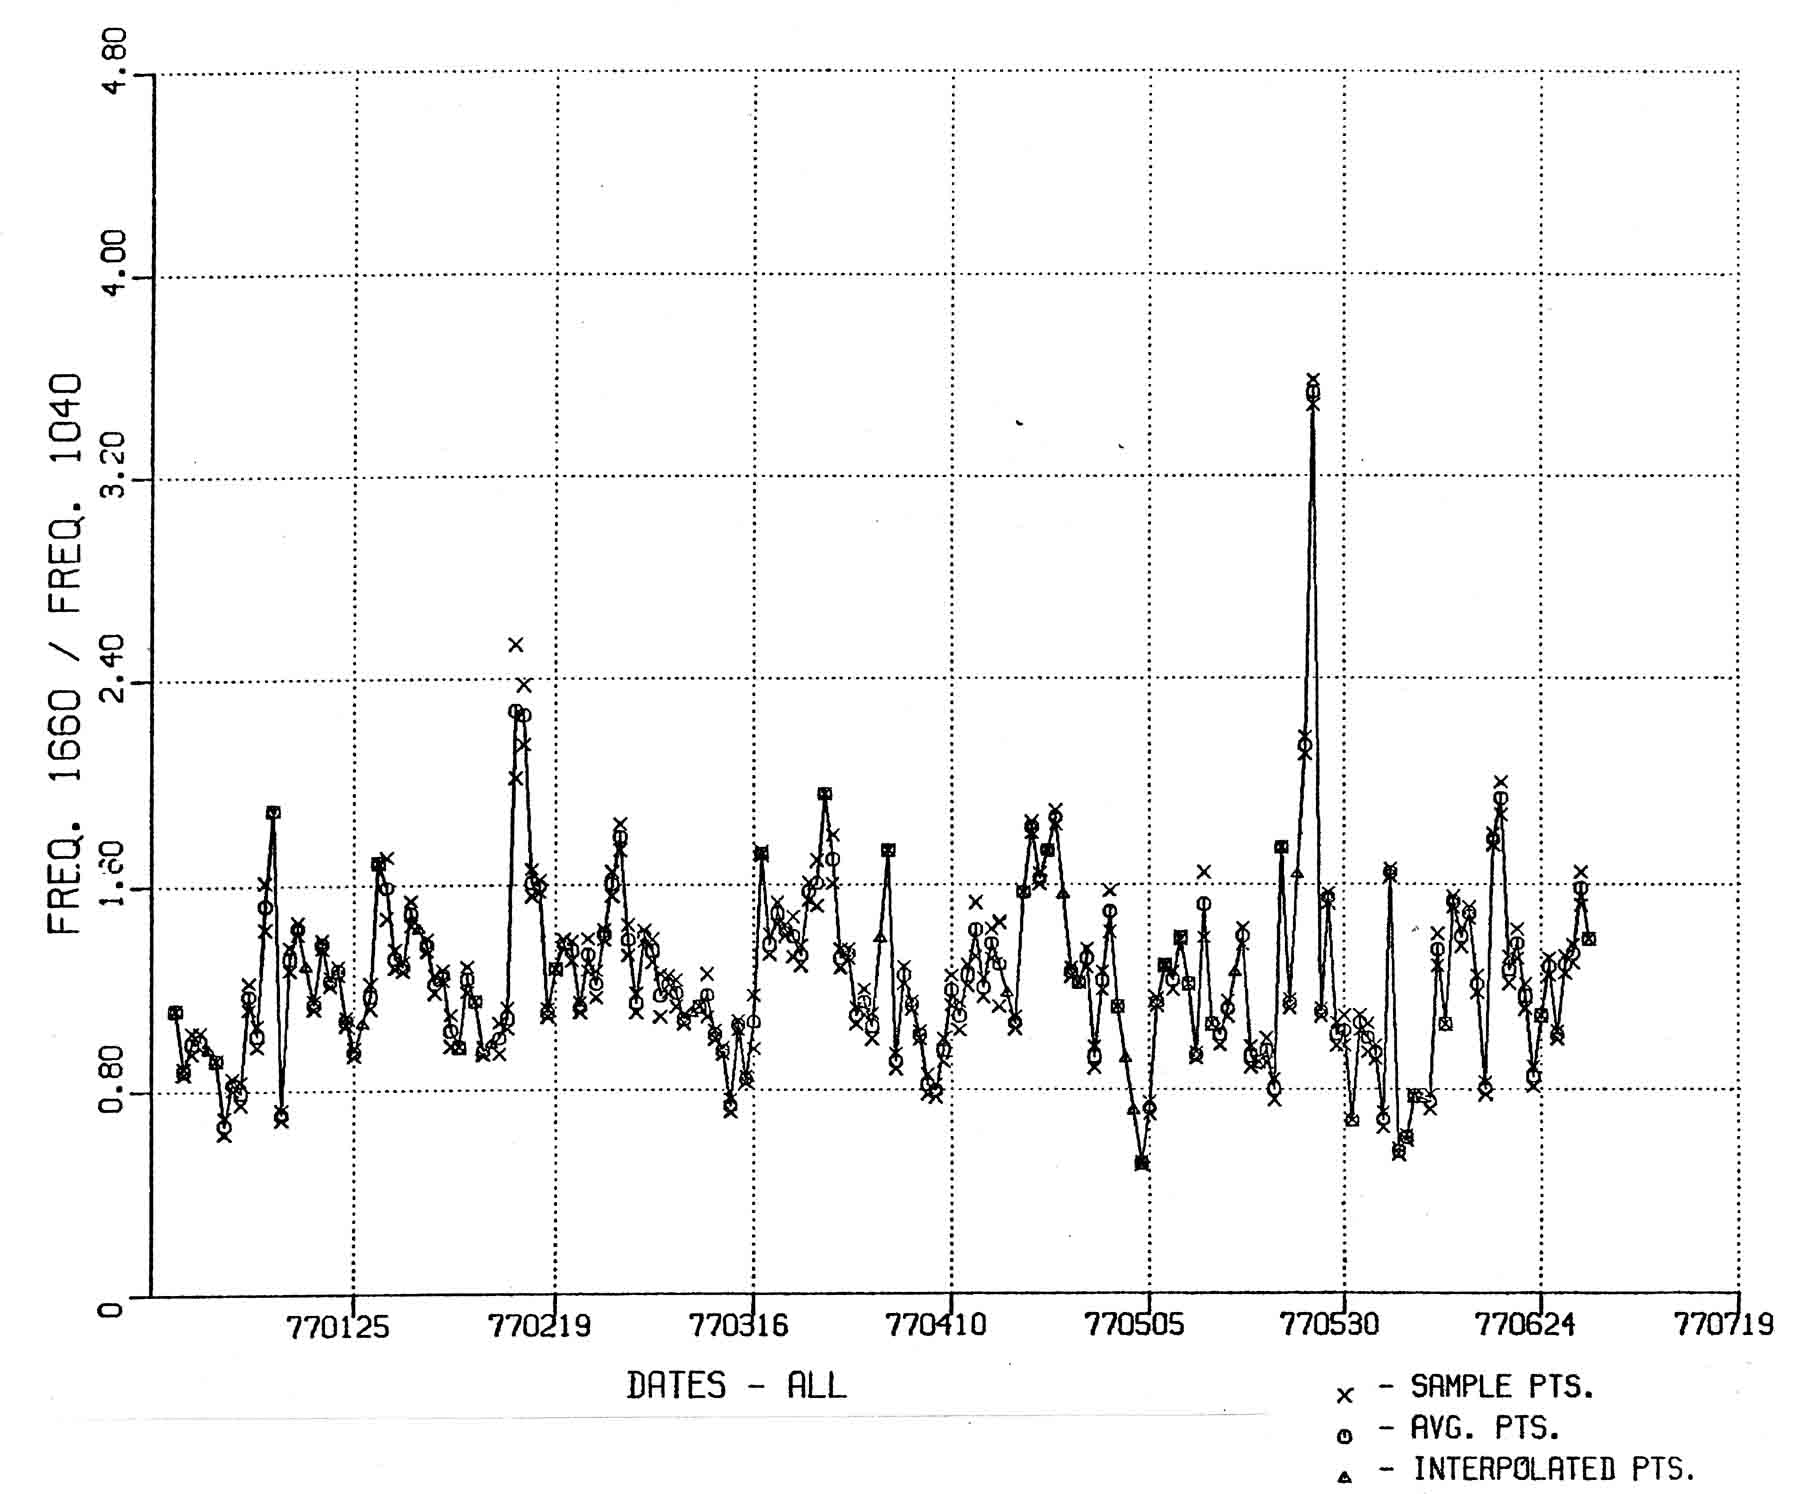 4.80
4.00
3.20
2.40
1.60
0.80
0
FREQ. 1660 / FREQ. 1040
770125 770219 770316 770410 770505 770530 770624 770719
DATES - ALL
× - SAMPLE PTS.
- AVG. PTS.
- INTERPOLATED PTS.